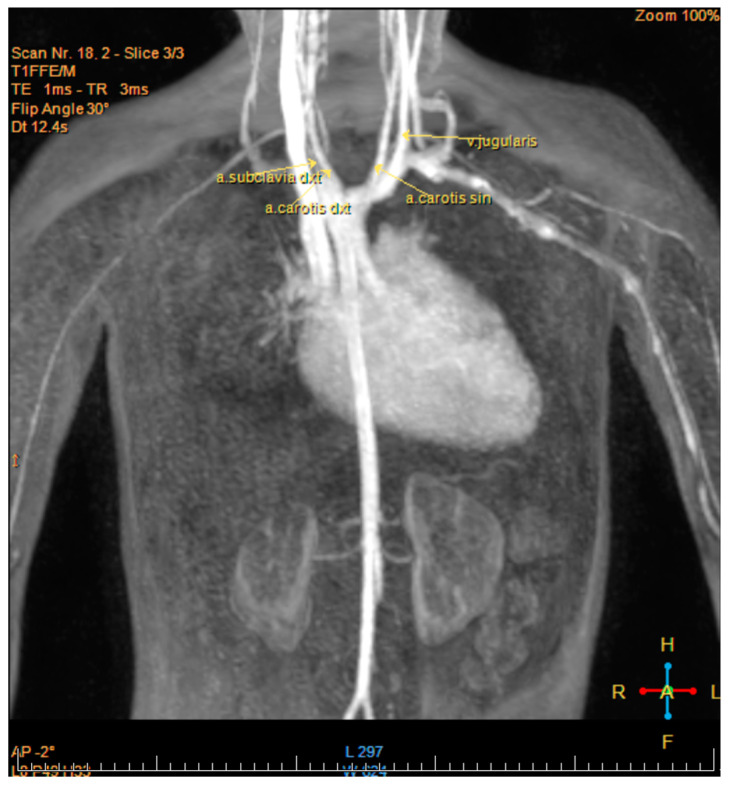 Zoom 100%
Scan Nr. 18, 2 - Slice 3/3
T1FFE/M
TE 1ms - TR 3ms
Flip Angle 30°
Dt 12.4s
v.jugularis
a.subclavia dxt
a.carotis sin
a.carotis dxt
H
R A L
F
AP -2°
L 297